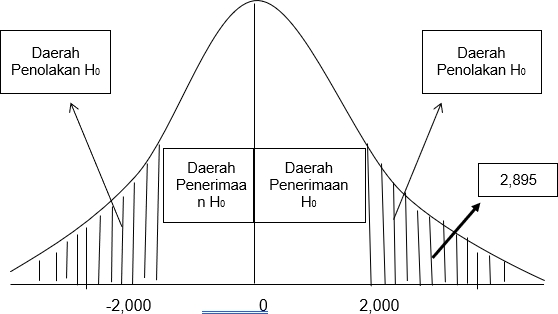 Daerah
Penolakan H0
Daerah
Penolakan H0
Daerah
Penerimaa
n H0
Daerah
Penerimaan
H0
2,895
-2,000 0 2,000